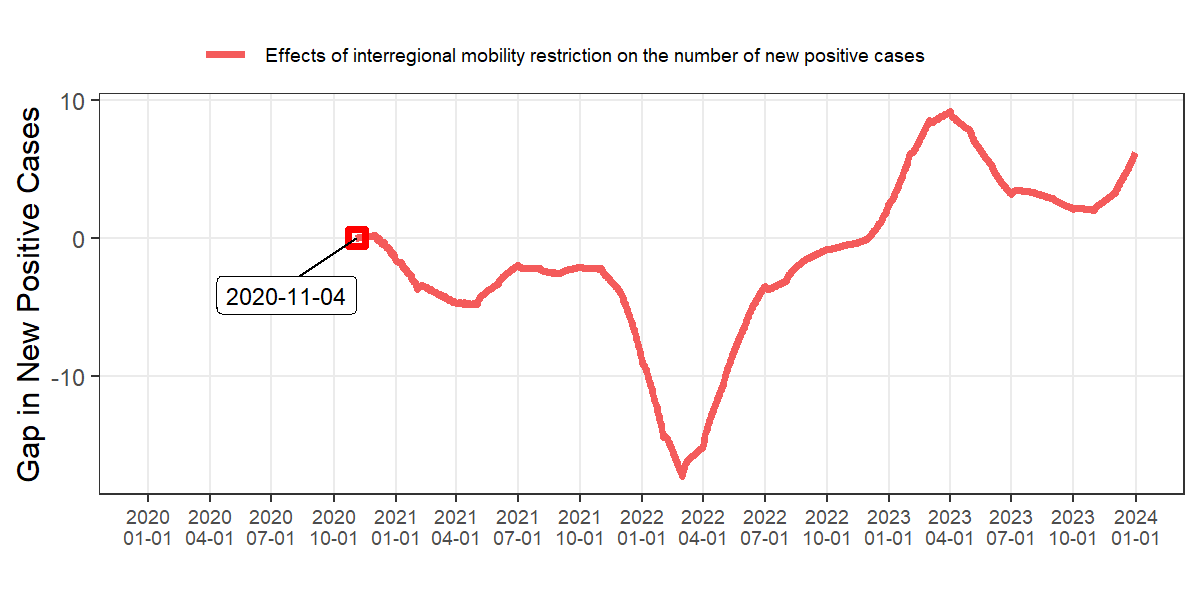 Effects of interregional mobility restriction on the number of new positive cases
Gap in New Positive Cases
10
0
-10
2020-11-04
2020 2020 2020 2020 2021 2021 2021 2021 2022 2022 2022 2022 2023 2023 2023 2023 2024
01-01 04-01 07-01 10-01 01-01 04-01 07-01 10-01 01-01 04-01 07-01 10-01 01-01 04-01 07-01 10-01 01-01